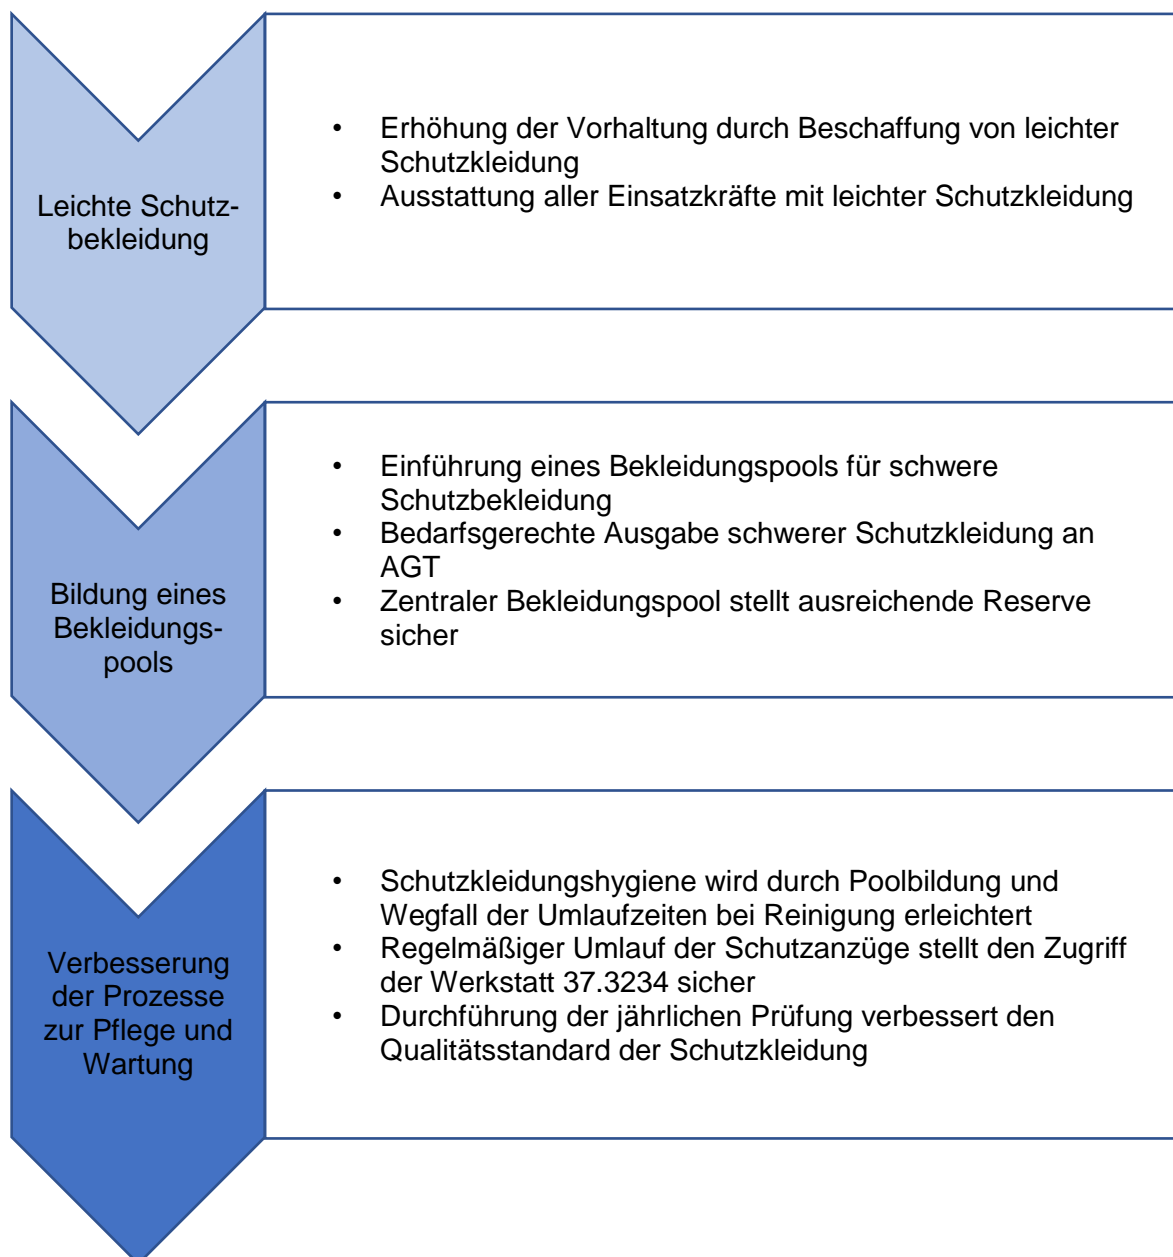 Leichte Schutz-
bekleidung
• Erhöhung der Vorhaltung durch Beschaffung von leichter
Schutzkleidung
• Ausstattung aller Einsatzkräfte mit leichter Schutzkleidung
Bildung eines
Bekleidungs-
pools
• Einführung eines Bekleidungspools für schwere
Schutzbekleidung
• Bedarfsgerechte Ausgabe schwerer Schutzkleidung an
AGT
• Zentraler Bekleidungspool stellt ausreichende Reserve
sicher
Verbesserung
der Prozesse
zur Pflege und
Wartung
• Schutzkleidungshygiene wird durch Poolbildung und
Wegfall der Umlaufzeiten bei Reinigung erleichtert
• Regelmäßiger Umlauf der Schutzanzüge stellt den Zugriff
der Werkstatt 37.3234 sicher
• Durchführung der jährlichen Prüfung verbessert den
Qualitätsstandard der Schutzkleidung